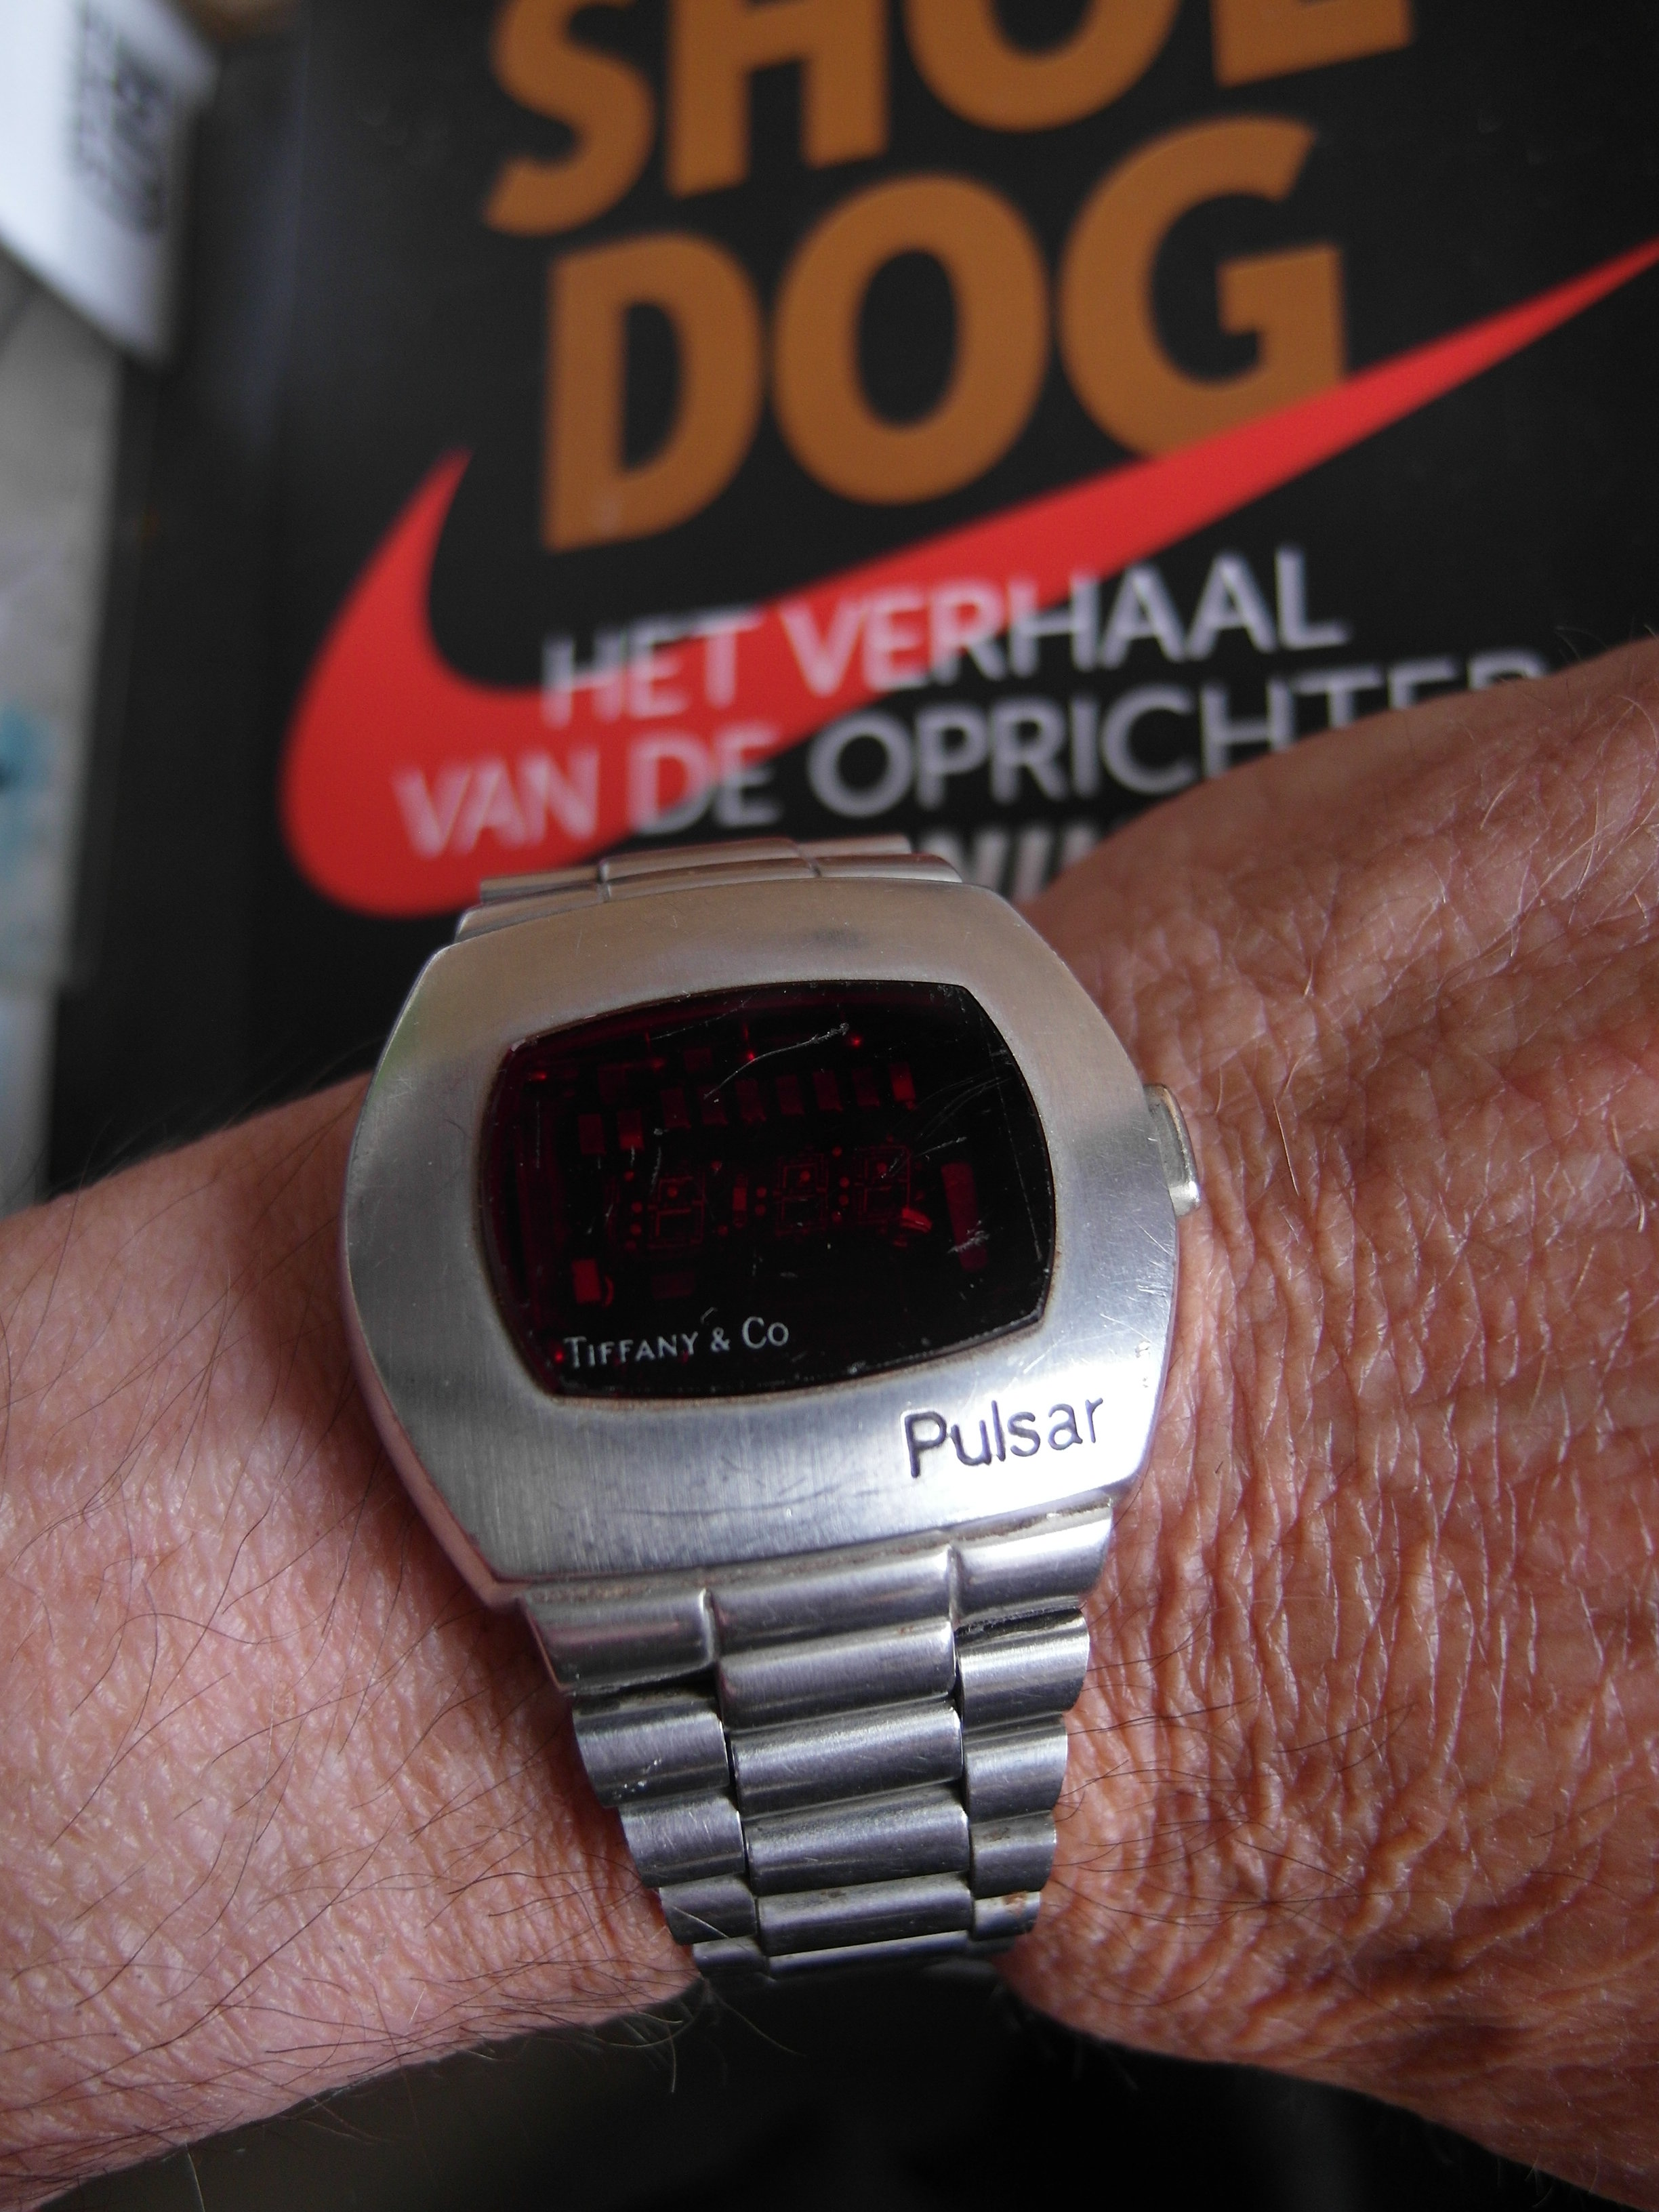 SHOE
DOG
HET VERHAAL
VAN DE OPRICHTER
TIFFANY & CO
Pulsar